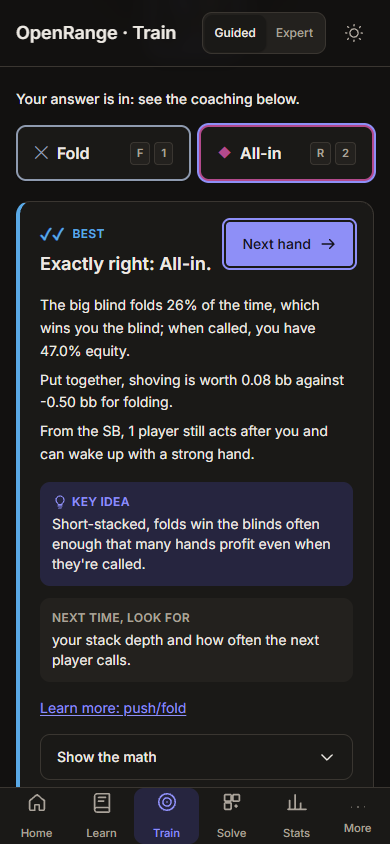 OpenRange · Train
Guided
Expert
Your answer is in: see the coaching below.
Fold
F
1
All-in
R
2
BEST
Exactly right: All-in.
Next hand →
The big blind folds 26% of the time, which
wins you the blind; when called, you have
47.0% equity.
Put together, shoving is worth 0.08 bb against
-0.50 bb for folding.
From the SB, 1 player still acts after you and
can wake up with a strong hand.
KEY IDEA
Short-stacked, folds win the blinds often
enough that many hands profit even when
they're called.
NEXT TIME, LOOK FOR
your stack depth and how often the next
player calls.
Learn more: push/fold
Show the math
Home
Learn
Train
Solve
Stats
More